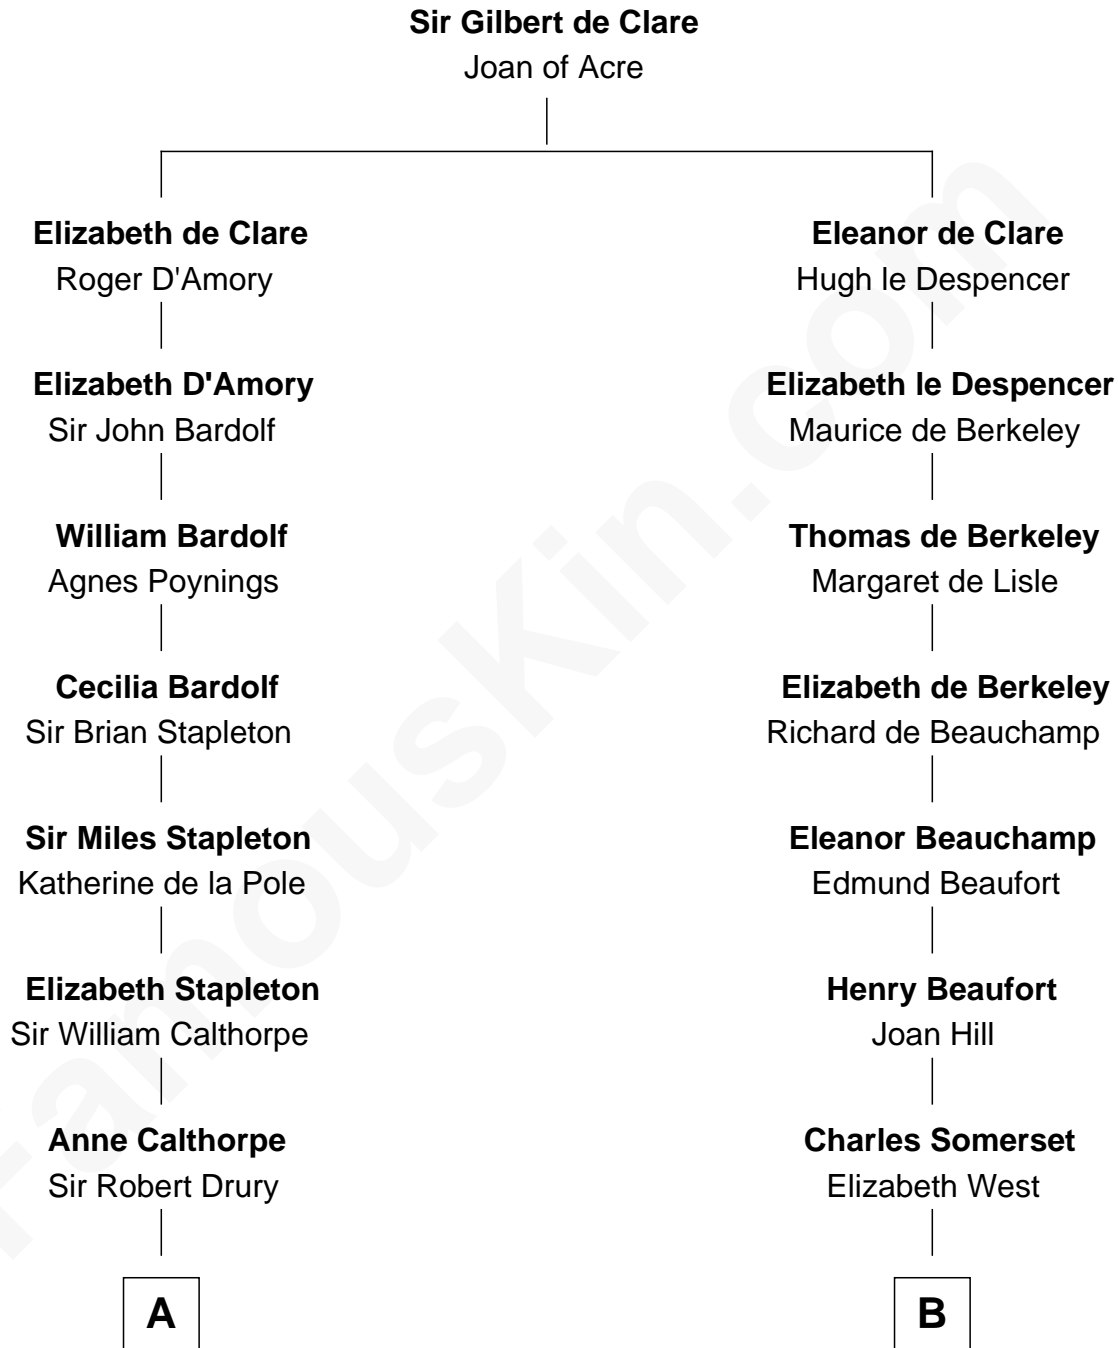 Sir Gilbert de Clare
Joan of Acre
Elizabeth de Clare
Roger D'Amory
Eleanor de Clare
Hugh le Despencer
Elizabeth D'Amory
Sir John Bardolf
Elizabeth le Despencer
Maurice de Berkeley
William Bardolf
Agnes Poynings
Thomas de Berkeley
Margaret de Lisle
Cecilia Bardolf
Sir Brian Stapleton
Elizabeth de Berkeley
Richard de Beauchamp
Sir Miles Stapleton
Katherine de la Pole
Eleanor Beauchamp
Edmund Beaufort
Elizabeth Stapleton
Sir William Calthorpe
Henry Beaufort
Joan Hill
Anne Calthorpe
Sir Robert Drury
Charles Somerset
Elizabeth West
A
B
FamousKin.com